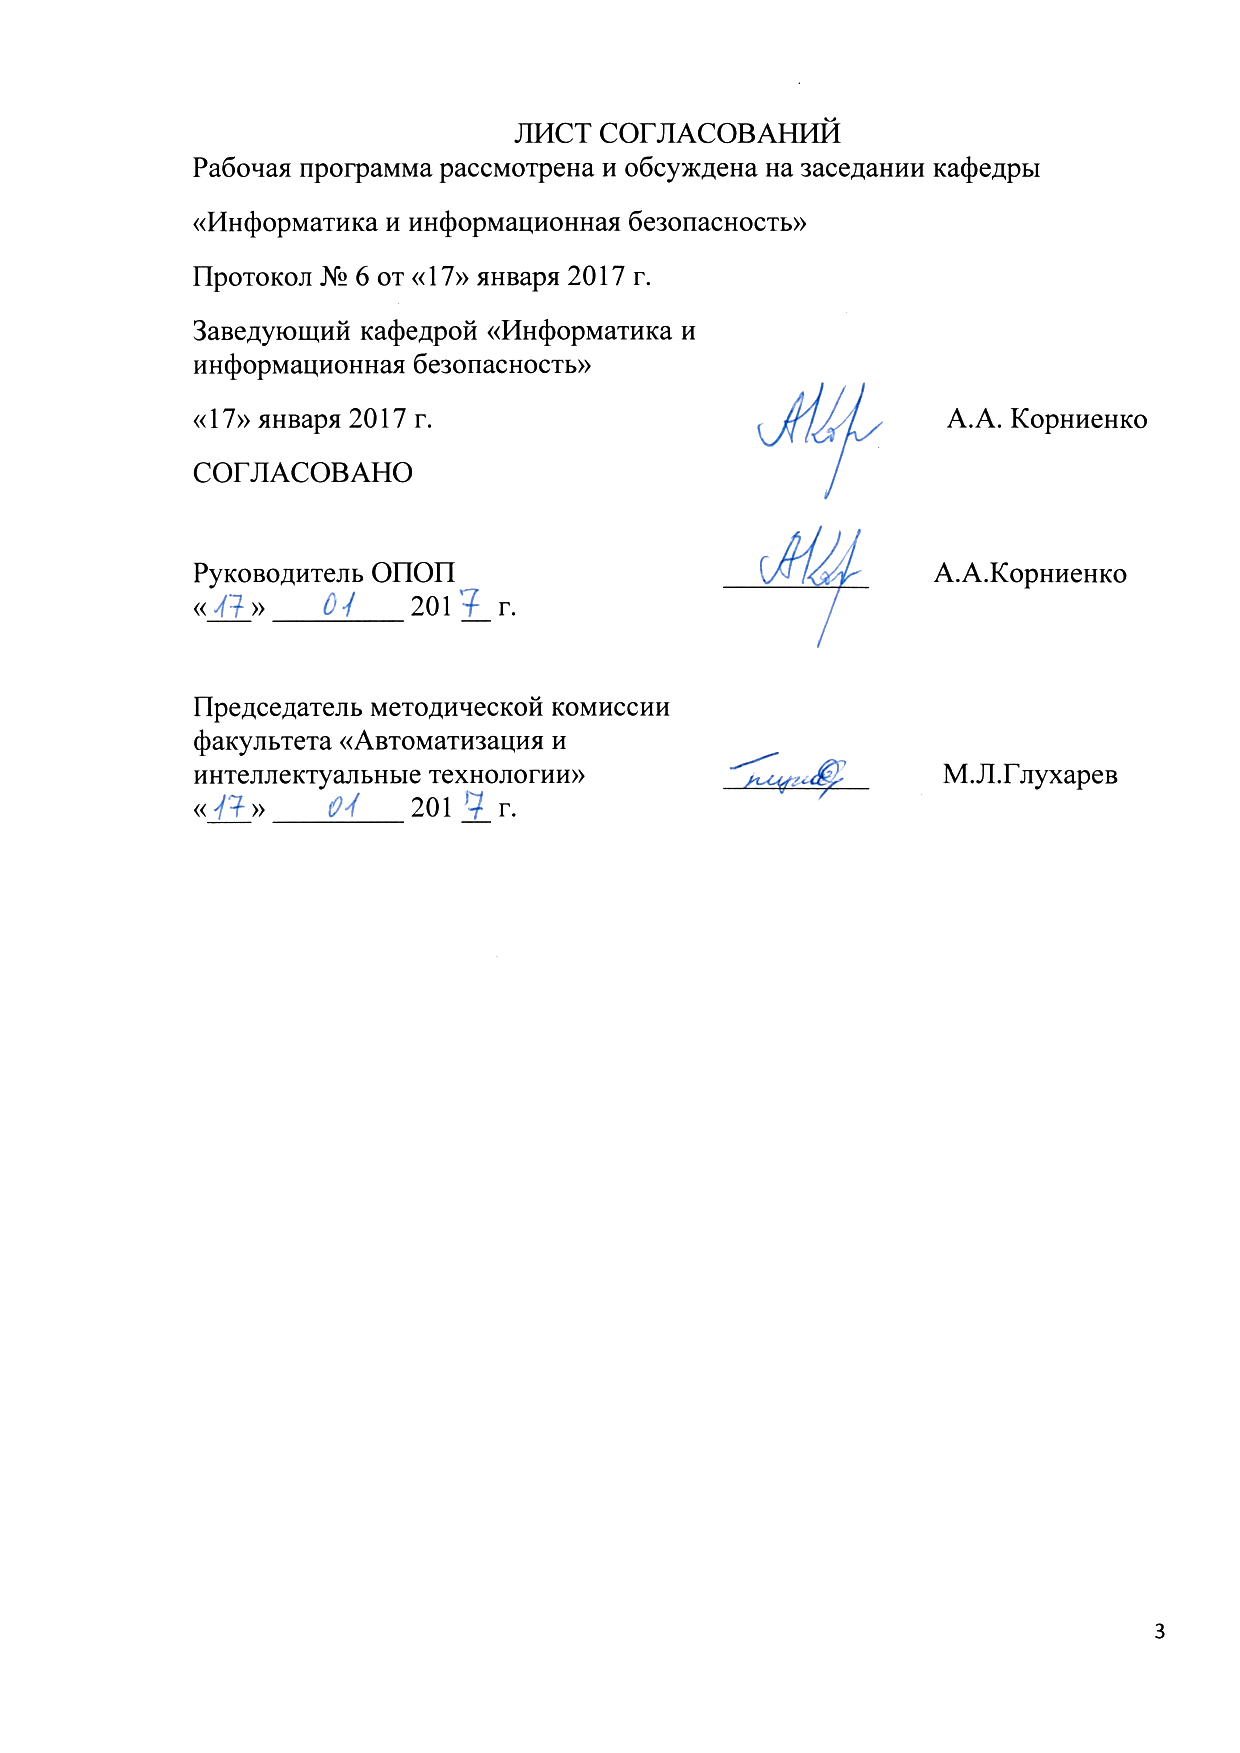 ЛИСТ СОГЛАСОВАНИЙ
Рабочая программа рассмотрена и обсуждена на заседании кафедры
«Информатика и информационная безопасность»
Протокол № 6 от «17» января 2017 г.
Заведующий кафедрой «Информатика и
информационная безопасность»
«17» января 2017 г. А.А. Корниенко
СОГЛАСОВАНО
Руководитель ОПОП А.А.Корниенко
«17» 01 2017 г.
Председатель методической комиссии
факультета «Автоматизация и
интеллектуальные технологии» М.Л.Глухарев
«17» 01 2017 г.
3